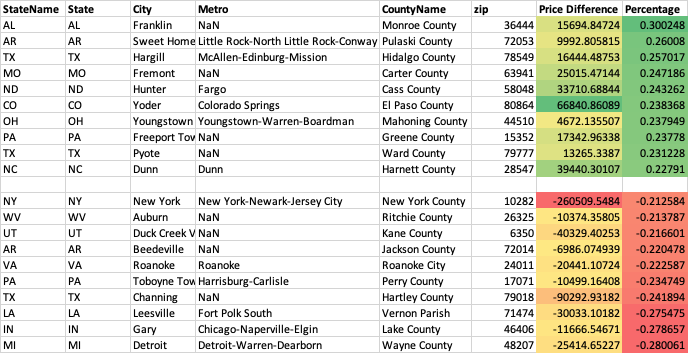 StateName State City Metro CountyName zip Price Difference Percentage
AL AL Franklin NaN Monroe County 36444 15694.84724 0.300248
AR AR Sweet Home Little Rock-North Little Rock-Conway Pulaski County 72053 9992.805815 0.26008
TX TX Hargill McAllen-Edinburg-Mission Hidalgo County 78549 16444.48753 0.257017
MO MO Fremont NaN Carter County 63941 25015.47144 0.247186
ND ND Hunter Fargo Cass County 58048 33710.68844 0.243262
CO CO Yoder Colorado Springs El Paso County 80864 66840.86089 0.238368
OH OH Youngstown Youngstown-Warren-Boardman Mahoning County 44510 4672.135507 0.237949
PA PA Freeport Tow NaN Greene County 15352 17342.96338 0.23778
TX TX Pyote NaN Ward County 79777 13265.3387 0.231228
NC NC Dunn Dunn Harnett County 28547 39440.30107 0.22791
NY NY New York New York-Newark-Jersey City New York County 10282 -260509.5484 -0.212584
WV WV Auburn NaN Ritchie County 26325 -10374.35805 -0.213787
UT UT Duck Creek V NaN Kane County 6350 -40329.40253 -0.216601
AR AR Beedeville NaN Jackson County 72014 -6986.074939 -0.220478
VA VA Roanoke Roanoke Roanoke City 24011 -20441.10724 -0.222587
PA PA Toboyne Tow Harrisburg-Carlisle Perry County 17071 -10499.16408 -0.234749
TX TX Channing NaN Hartley County 79018 -90292.93182 -0.241894
LA LA Leesville Fort Polk South Vernon Parish 71474 -30033.10182 -0.275475
IN IN Gary Chicago-Naperville-Elgin Lake County 46406 -11666.54671 -0.278657
MI MI Detroit Detroit-Warren-Dearborn Wayne County 48207 -25414.65227 -0.280061